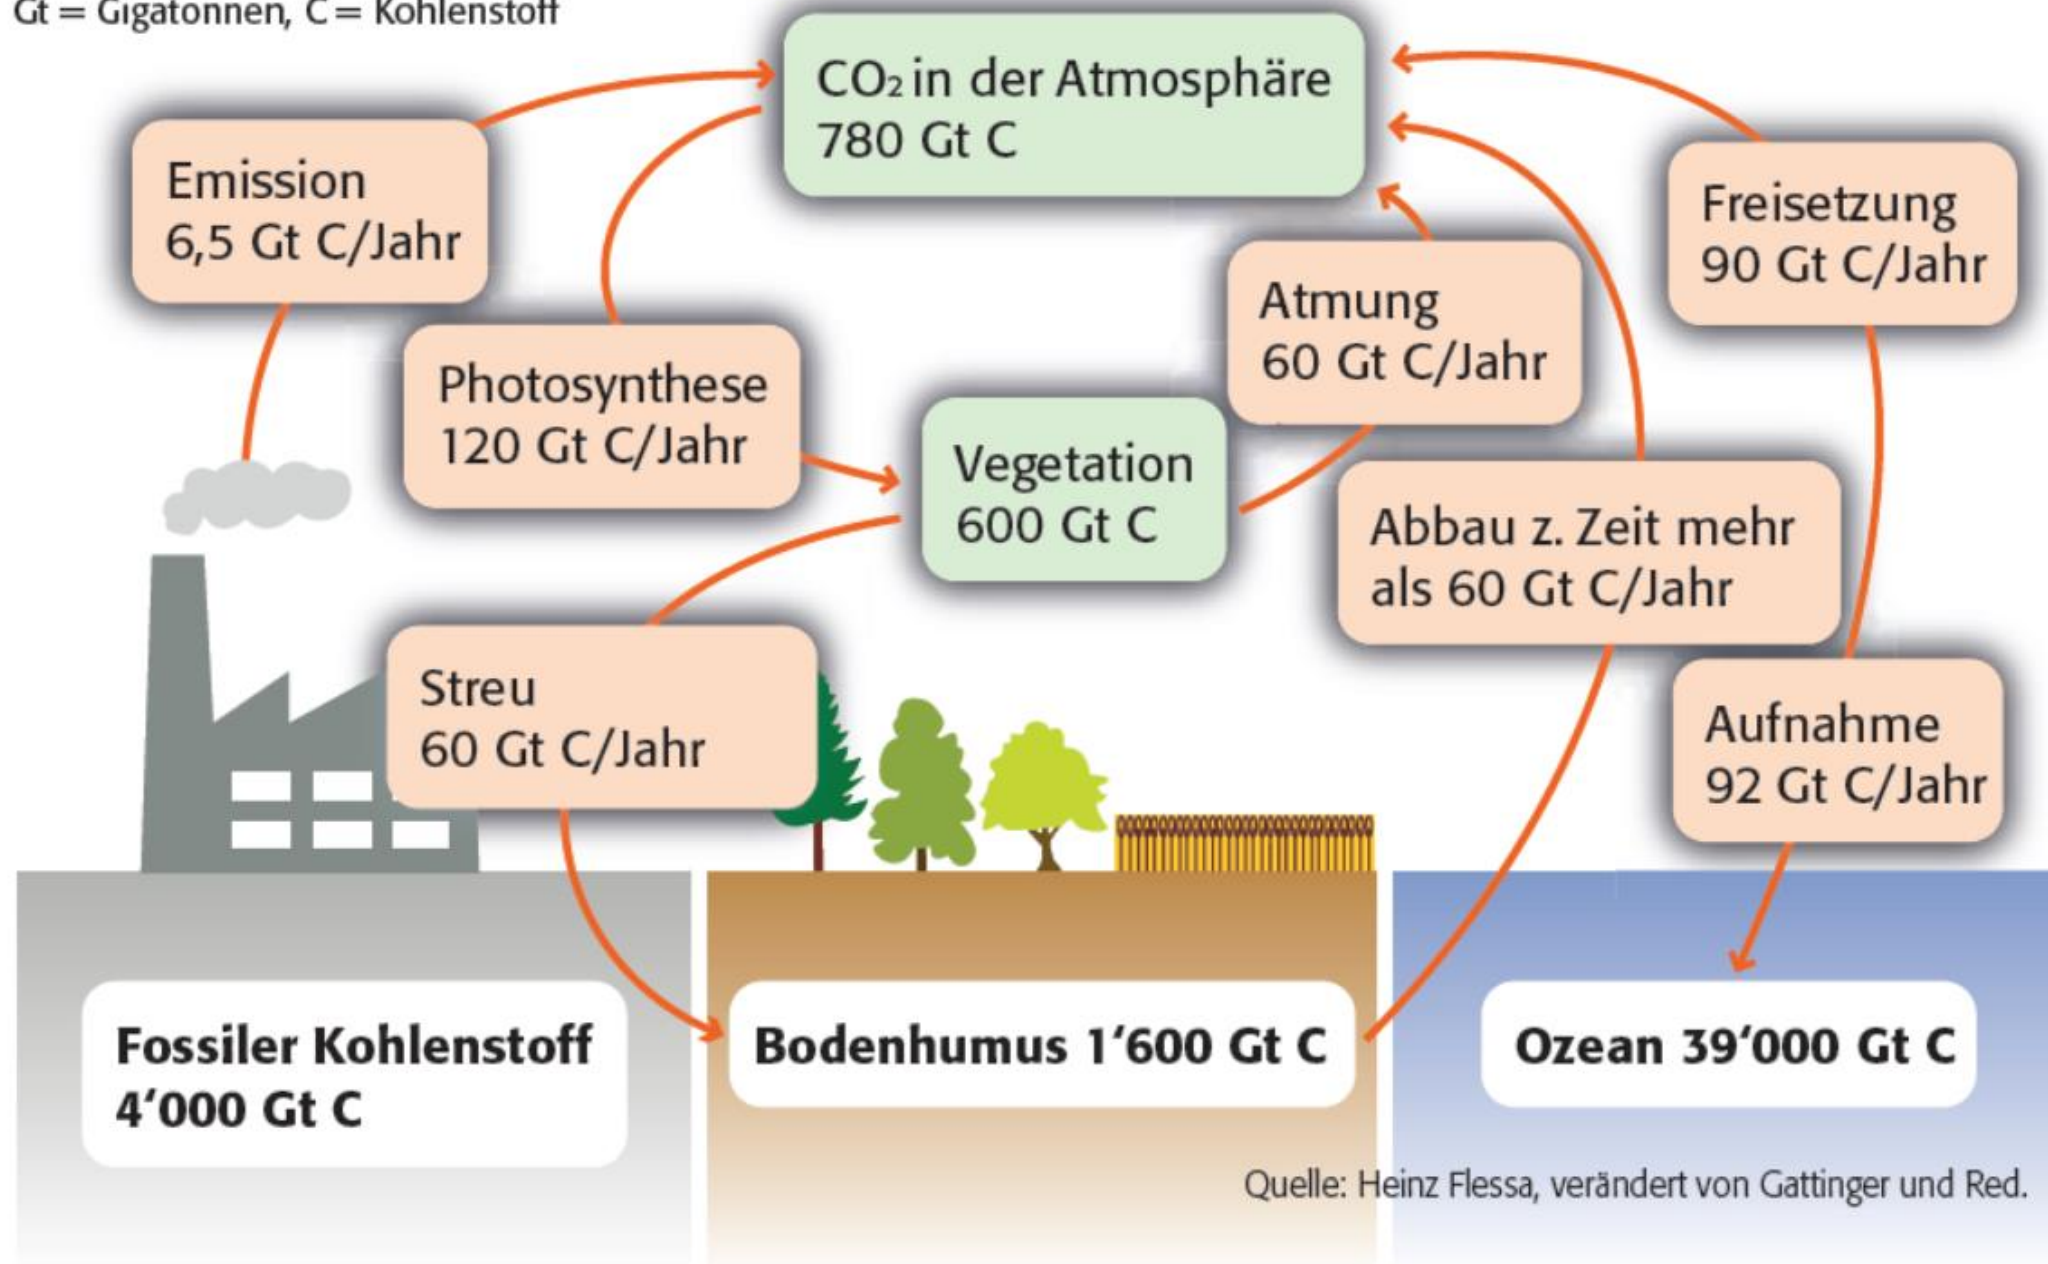 Gt = Gigatonnen, C = Kohlenstoff
CO₂ in der Atmosphäre
780 Gt C
Emission
6,5 Gt C/Jahr
Freisetzung
90 Gt C/Jahr
Atmung
60 Gt C/Jahr
Photosynthese
120 Gt C/Jahr
Vegetation
600 Gt C
Abbau z. Zeit mehr
als 60 Gt C/Jahr
Streu
60 Gt C/Jahr
Aufnahme
92 Gt C/Jahr
Fossiler Kohlenstoff
4‘000 Gt C
Bodenhumus 1‘600 Gt C
Ozean 39‘000 Gt C
Quelle: Heinz Flessa, verändert von Gattinger und Red.